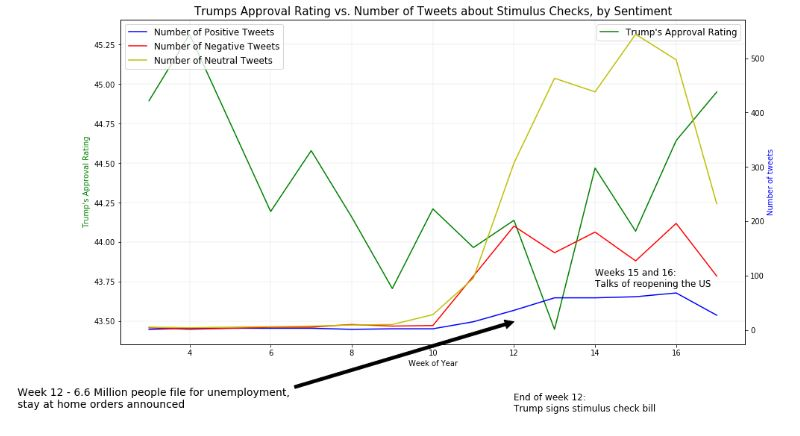 Trumps Approval Rating vs. Number of Tweets about Stimulus Checks, by Sentiment
Number of Positive Tweets
Number of Negative Tweets
Number of Neutral Tweets
Trump's Approval Rating
45.25
45.00
44.75
44.50
44.25
44.00
43.75
43.50
Trump's Approval Rating
500
400
300
200
100
0
Number of tweets
Weeks 15 and 16:
Talks of reopening the US
4 6 8 10 12 14 16
Week of Year
Week 12 - 6.6 Million people file for unemployment,
stay at home orders announced
End of week 12:
Trump signs stimulus check bill